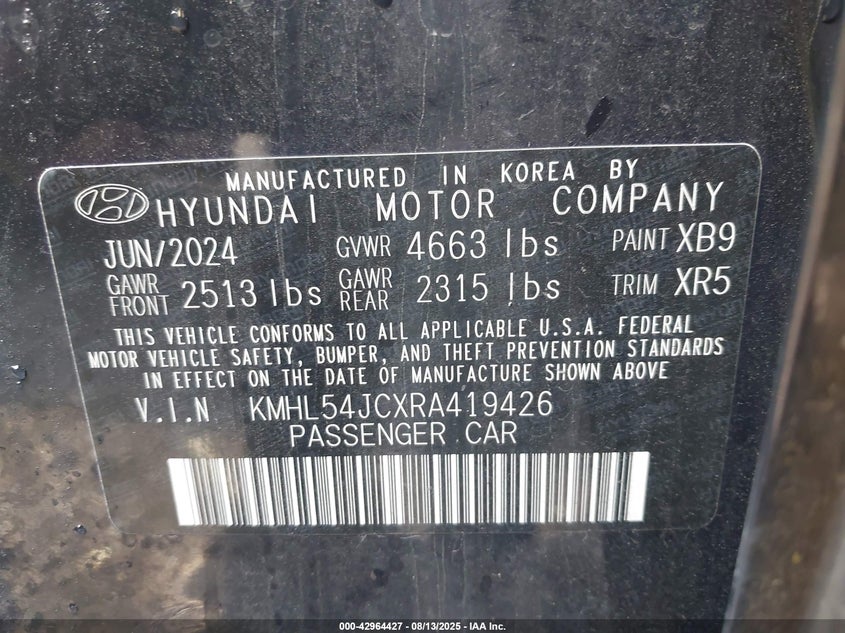 MANUFACTURED IN KOREA BY
HYUNDAI MOTOR COMPANY
JUN/2024 GVWR 4663 lbs PAINT XB9
GAWR FRONT 2513 lbs GAWR REAR 2315 lbs TRIM XR5
THIS VEHICLE CONFORMS TO ALL APPLICABLE U.S.A. FEDERAL
MOTOR VEHICLE SAFETY, BUMPER, AND THEFT PREVENTION STANDARDS
IN EFFECT ON THE DATE OF MANUFACTURE SHOWN ABOVE
V.I.N KMHL54JCXRA419426
PASSENGER CAR
000-42964427 - 08/13/2025 - IAA Inc.